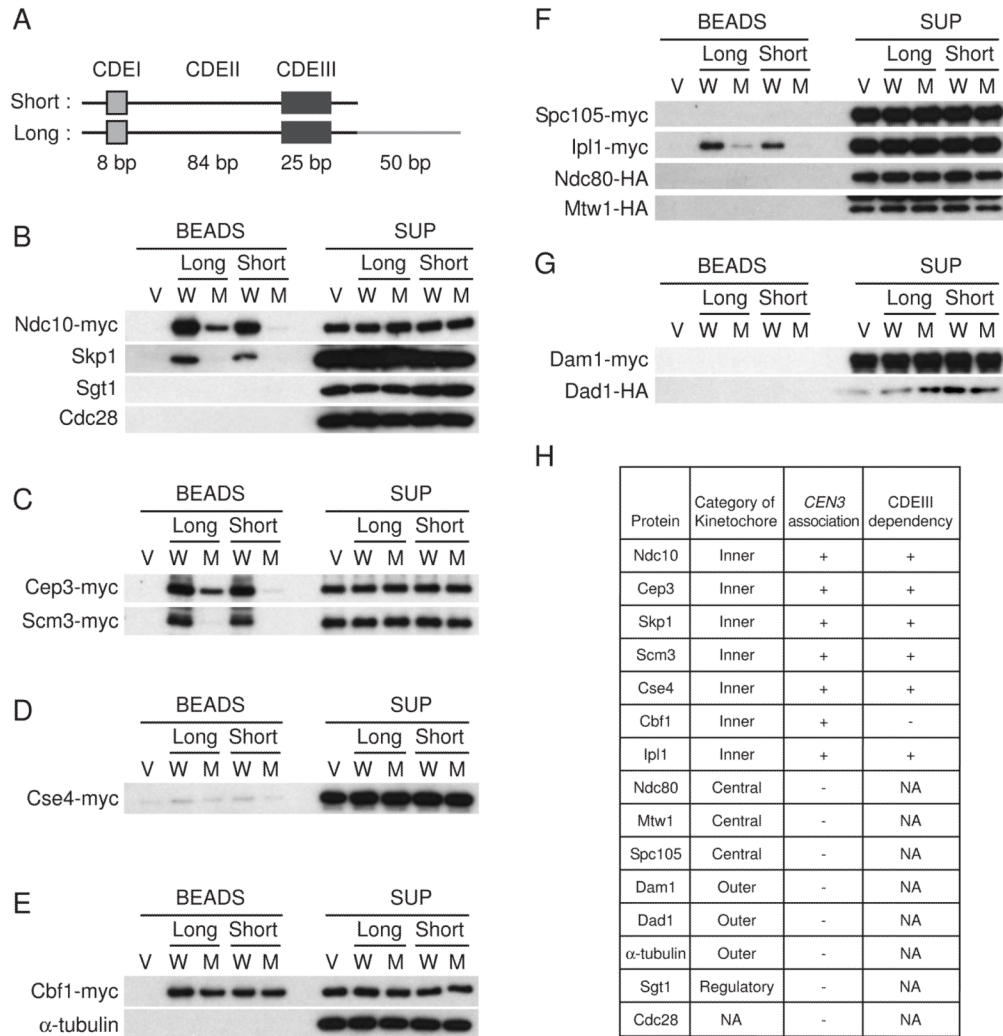 A
CDEI CDEII CDEIII
Short :
Long :
8 bp 84 bp 25 bp 50 bp
B
BEADS SUP
Long Short Long Short
V W M W M V W M W M
Ndc10-myc
Skp1
Sgt1
Cdc28
C
BEADS SUP
Long Short Long Short
V W M W M V W M W M
Cep3-myc
Scm3-myc
D
BEADS SUP
Long Short Long Short
V W M W M V W M W M
Cse4-myc
E
BEADS SUP
Long Short Long Short
V W M W M V W M W M
Cbf1-myc
α-tubulin
F
BEADS SUP
Long Short Long Short
V W M W M V W M W M
Spc105-myc
Ipl1-myc
Ndc80-HA
Mtw1-HA
G
BEADS SUP
Long Short Long Short
V W M W M V W M W M
Dam1-myc
Dad1-HA
H
Protein Category of Kinetochore CEN3 association CDEIII dependency
Ndc10 Inner + +
Cep3 Inner + +
Skp1 Inner + +
Scm3 Inner + +
Cse4 Inner + +
Cbf1 Inner + -
Ipl1 Inner + +
Ndc80 Central - NA
Mtw1 Central - NA
Spc105 Central - NA
Dam1 Outer - NA
Dad1 Outer - NA
α-tubulin Outer - NA
Sgt1 Regulatory - NA
Cdc28 NA - NA